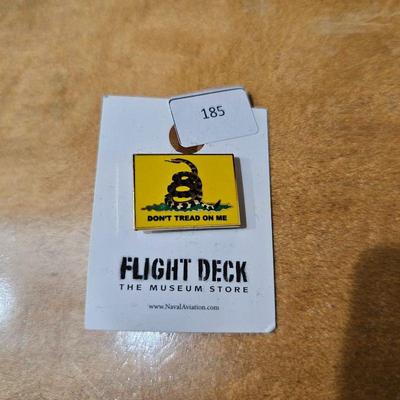 185
DON'T TREAD ON ME
FLIGHT DECK
THE MUSEUM STORE
www.NavalAviation.com